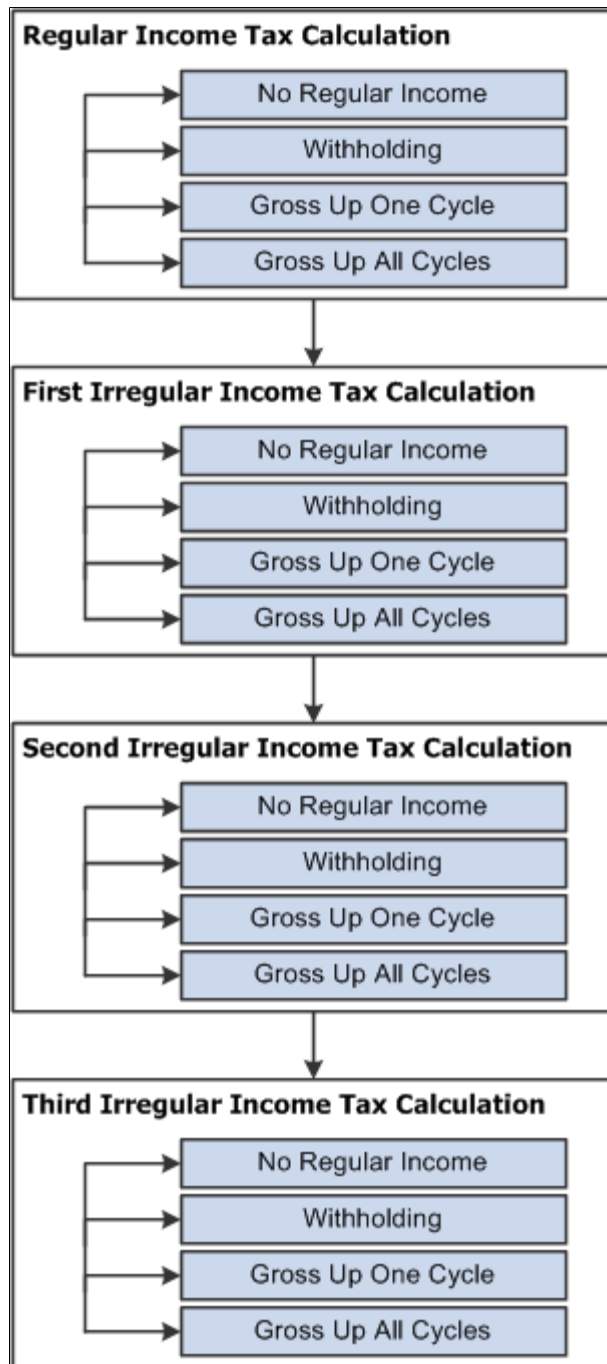 Regular Income Tax Calculation
No Regular Income
Withholding
Gross Up One Cycle
Gross Up All Cycles
First Irregular Income Tax Calculation
No Regular Income
Withholding
Gross Up One Cycle
Gross Up All Cycles
Second Irregular Income Tax Calculation
No Regular Income
Withholding
Gross Up One Cycle
Gross Up All Cycles
Third Irregular Income Tax Calculation
No Regular Income
Withholding
Gross Up One Cycle
Gross Up All Cycles